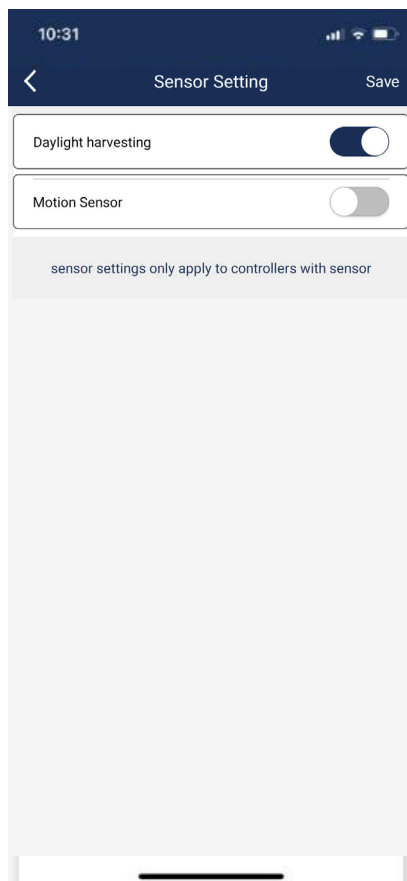 10:31
Sensor Setting
Save
Daylight harvesting
Motion Sensor
sensor settings only apply to controllers with sensor